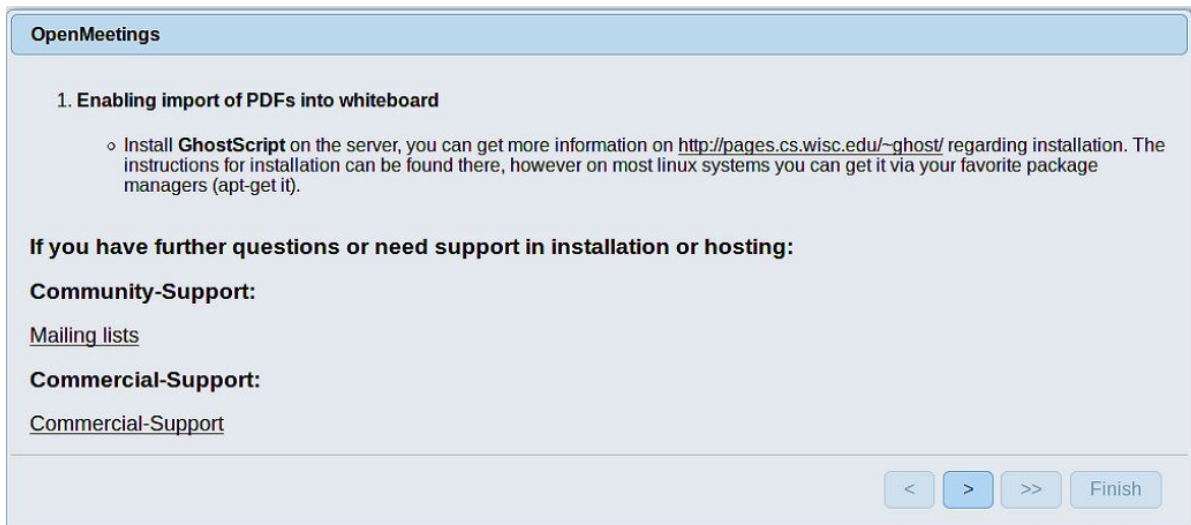 OpenMeetings
1. Enabling import of PDFs into whiteboard
Install GhostScript on the server, you can get more information on http://pages.cs.wisc.edu/~ghost/ regarding installation. The
instructions for installation can be found there, however on most linux systems you can get it via your favorite package
managers (apt-get it).
If you have further questions or need support in installation or hosting:
Community-Support:
Mailing lists
Commercial-Support:
Commercial-Support
< > >> Finish